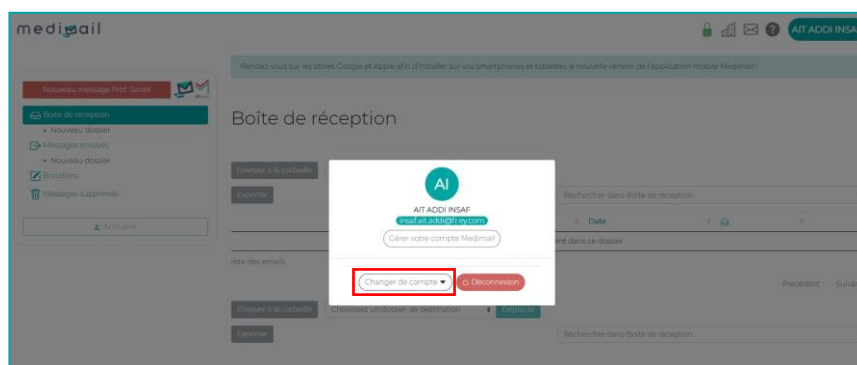 medimail
AIT ADDI INSA
Rendez-vous sur les stores Google et Apple afin d'installer sur vos smartphones et tablettes la nouvelle version de l'application mobile Medimail !
Nouveau message Prof. Santé
Boîte de réception
+ Nouveau dossier
Messages envoyés
+ Nouveau dossier
Brouillons
Messages supprimés
Annuaire
Boîte de réception
Envoyer à la corbeille
Exporter
Rechercher dans Boîte de réception
Date
ent dans ce dossier
liste des emails
Précédent Suivan
Envoyer à la corbeille
Choisissez un dossier de destination
Déplacer
Exporter
Rechercher dans Boîte de réception
AI
AIT ADDI INSAF
insaf.ait.addi@frey.com
Gérer votre compte Medimail
Changer de compte
Déconnexion